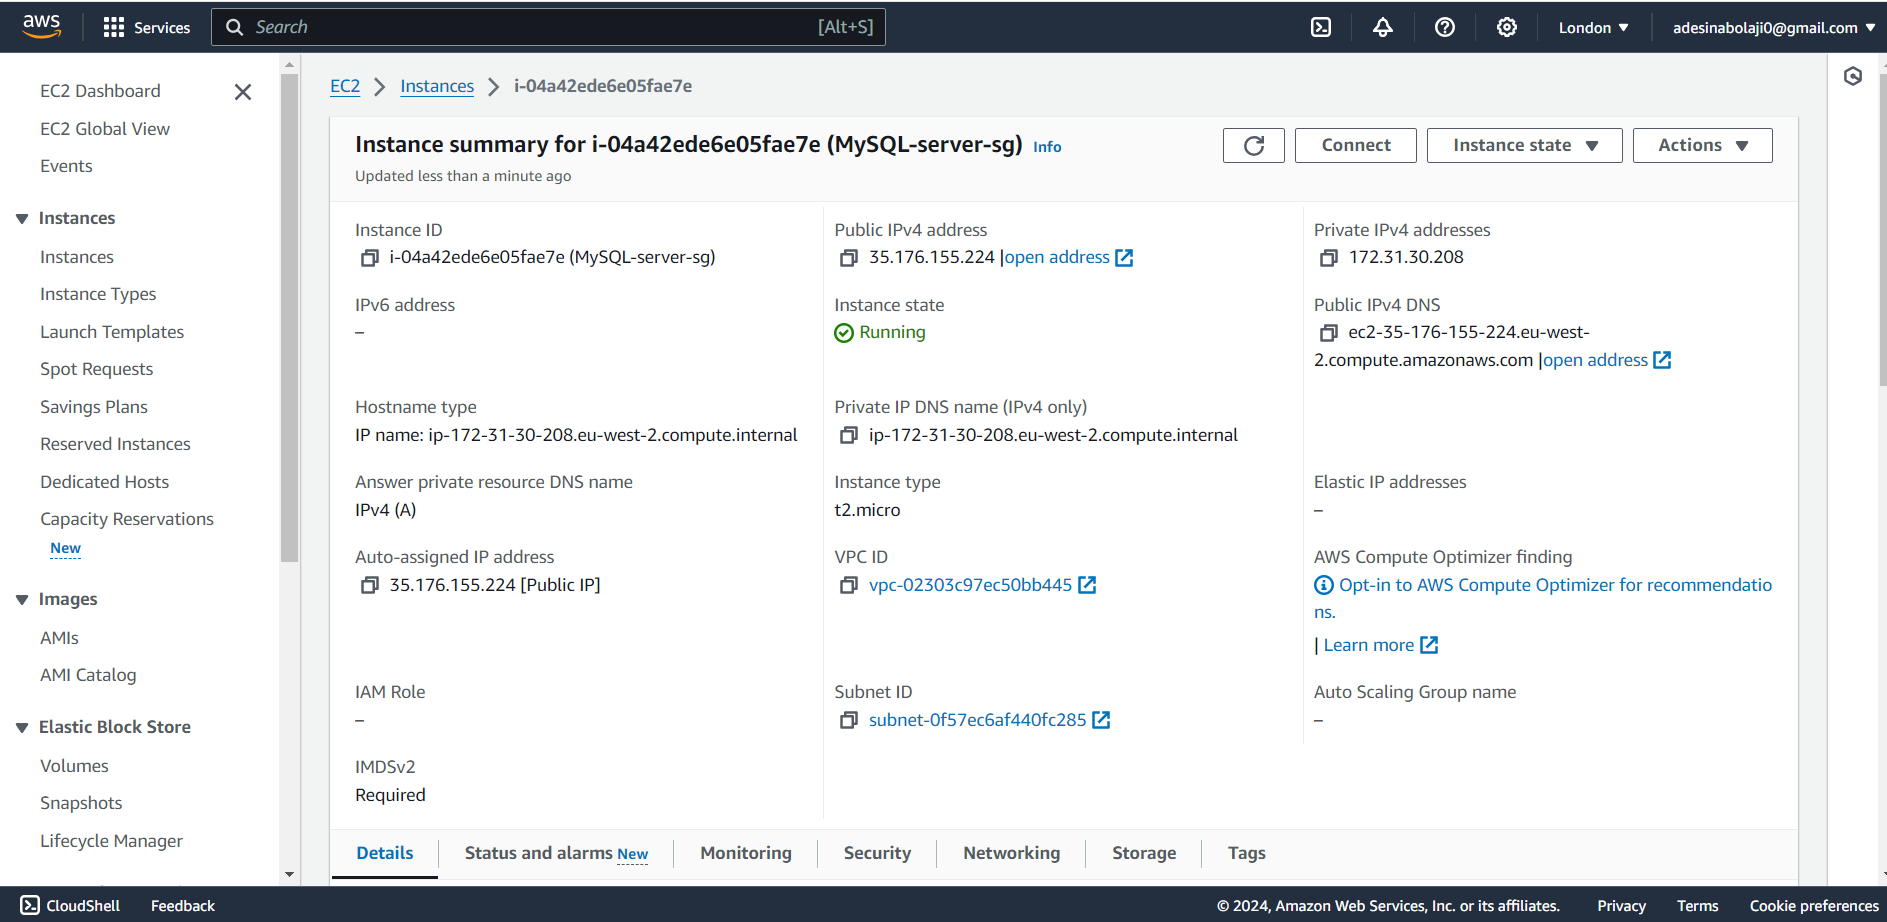 aws
Services
Search
[Alt+S]
London
adesinabolaji0@gmail.com
EC2 Dashboard
EC2 Global View
Events
Instances
Instances
Instance Types
Launch Templates
Spot Requests
Savings Plans
Reserved Instances
Dedicated Hosts
Capacity Reservations
New
Images
AMIs
AMI Catalog
Elastic Block Store
Volumes
Snapshots
Lifecycle Manager
EC2
Instances
i-04a42ede6e05fae7e
Instance summary for i-04a42ede6e05fae7e (MySQL-server-sg) Info
Updated less than a minute ago
Connect
Instance state
Actions
Instance ID
i-04a42ede6e05fae7e (MySQL-server-sg)
Public IPv4 address
35.176.155.224 |open address
Private IPv4 addresses
172.31.30.208
IPv6 address
–
Instance state
Running
Public IPv4 DNS
ec2-35-176-155-224.eu-west-
2.compute.amazonaws.com |open address
Hostname type
IP name: ip-172-31-30-208.eu-west-2.compute.internal
Private IP DNS name (IPv4 only)
ip-172-31-30-208.eu-west-2.compute.internal
Answer private resource DNS name
IPv4 (A)
Instance type
t2.micro
Elastic IP addresses
–
Auto-assigned IP address
35.176.155.224 [Public IP]
VPC ID
vpc-02303c97ec50bb445
AWS Compute Optimizer finding
Opt-in to AWS Compute Optimizer for recommendatio
ns.
| Learn more
IAM Role
–
Subnet ID
subnet-0f57ec6af440fc285
Auto Scaling Group name
–
IMDSv2
Required
Details
Status and alarms New
Monitoring
Security
Networking
Storage
Tags
CloudShell
Feedback
© 2024, Amazon Web Services, Inc. or its affiliates.
Privacy
Terms
Cookie preferences